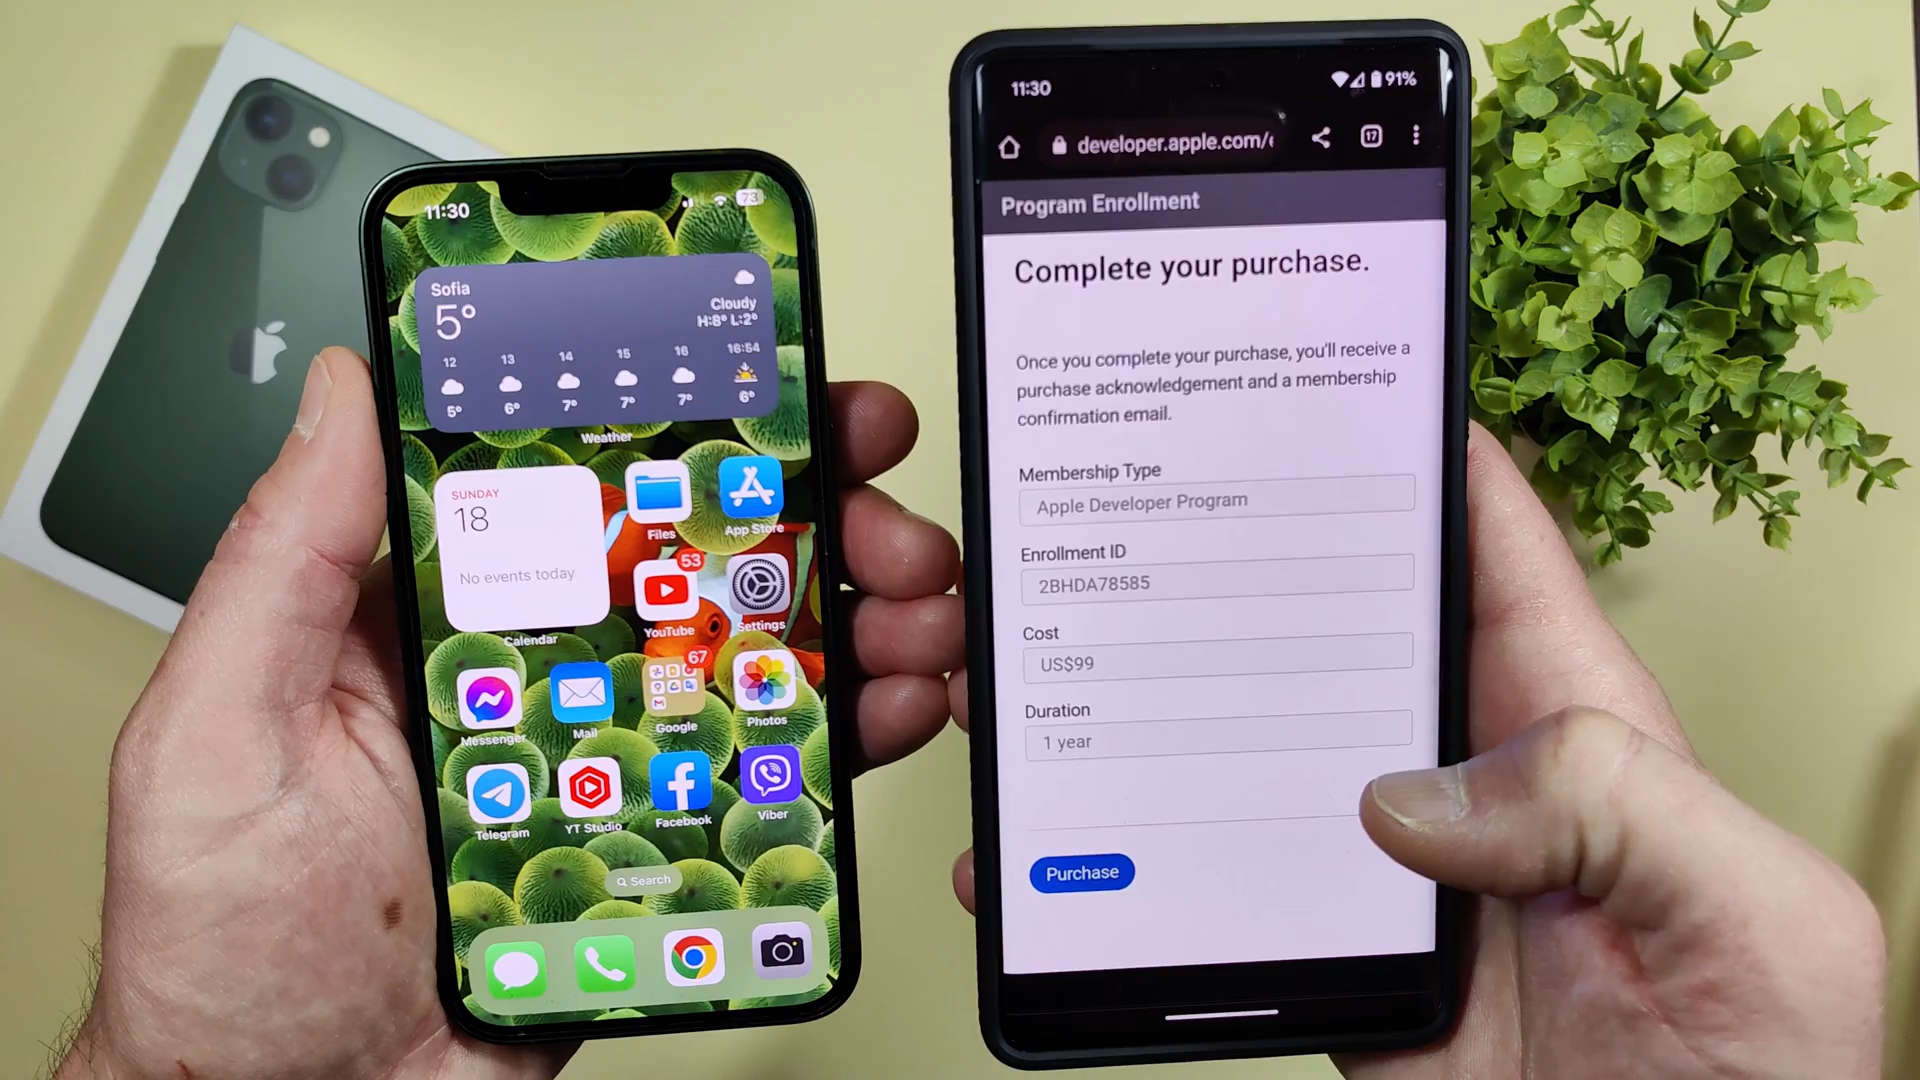 11:30
73
Sofia
5°
Cloudy
H:8° L:2°
12 13 14 15 16 16:54
5° 6° 7° 7° 7° 6°
Weather
SUNDAY
18
No events today
Calendar
Files
App Store
53
YouTube
Settings
Messenger
Mail
67
Google
Photos
Telegram
YT Studio
Facebook
Viber
Search
11:30
91%
developer.apple.com/
17
Program Enrollment
Complete your purchase.
Once you complete your purchase, you'll receive a
purchase acknowledgement and a membership
confirmation email.
Membership Type
Apple Developer Program
Enrollment ID
2BHDA78585
Cost
US$99
Duration
1 year
Purchase